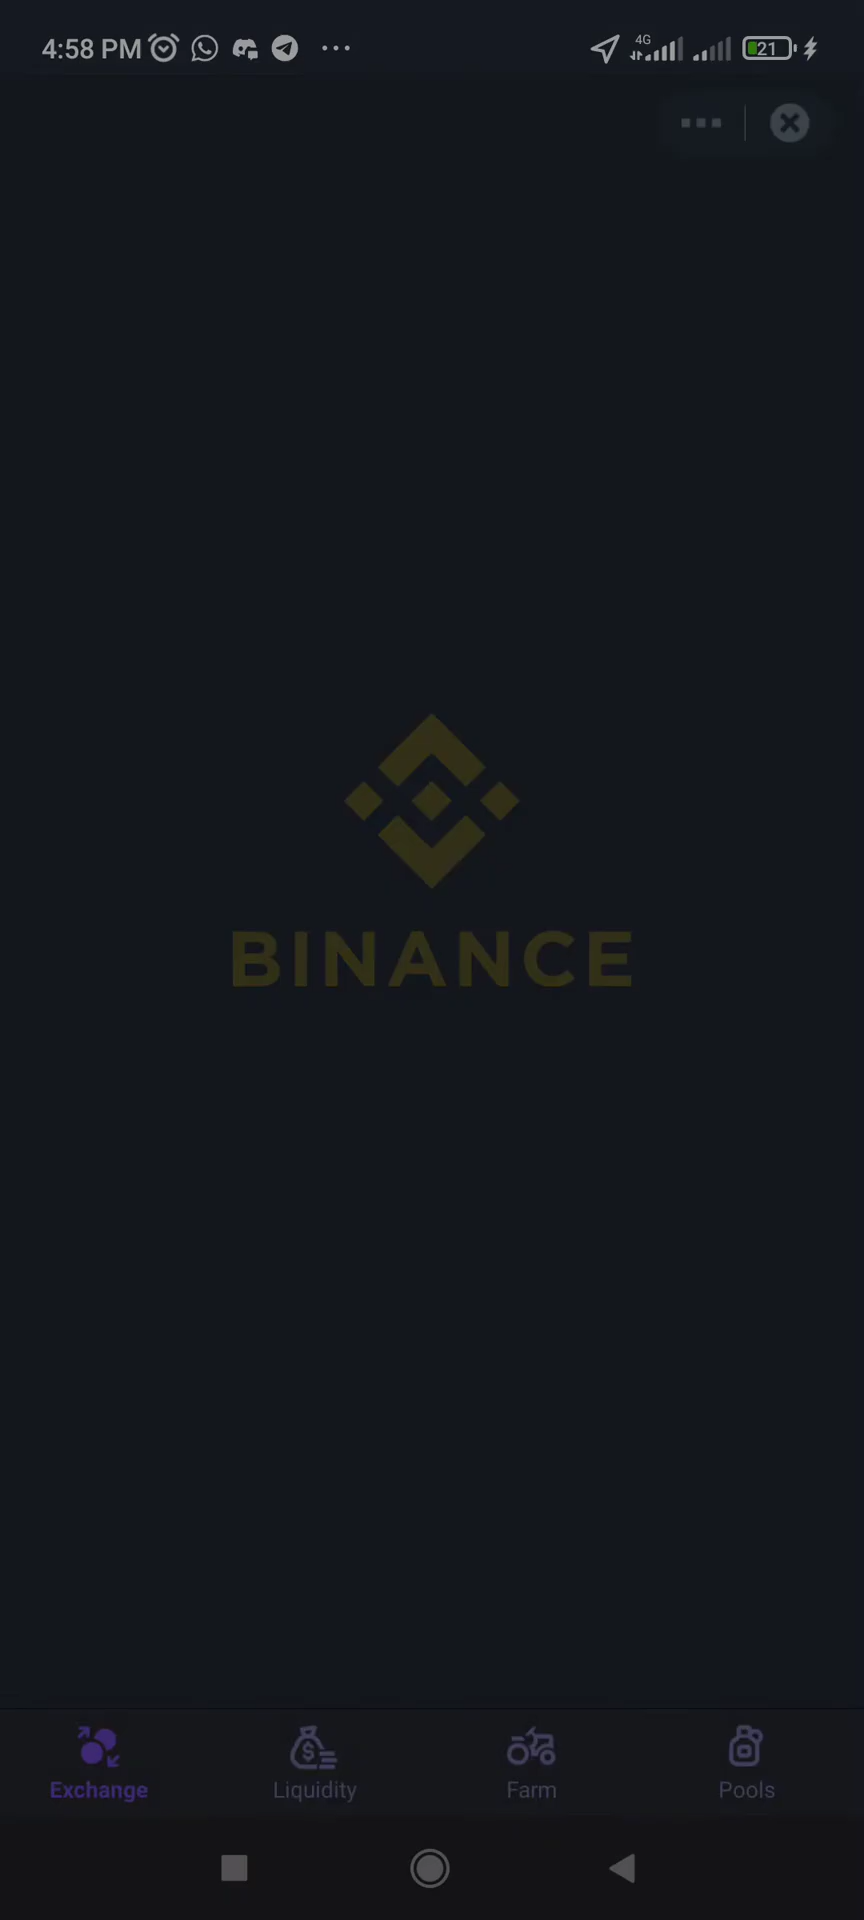 4:58 PM
4G
21
BINANCE
Exchange
Liquidity
Farm
Pools